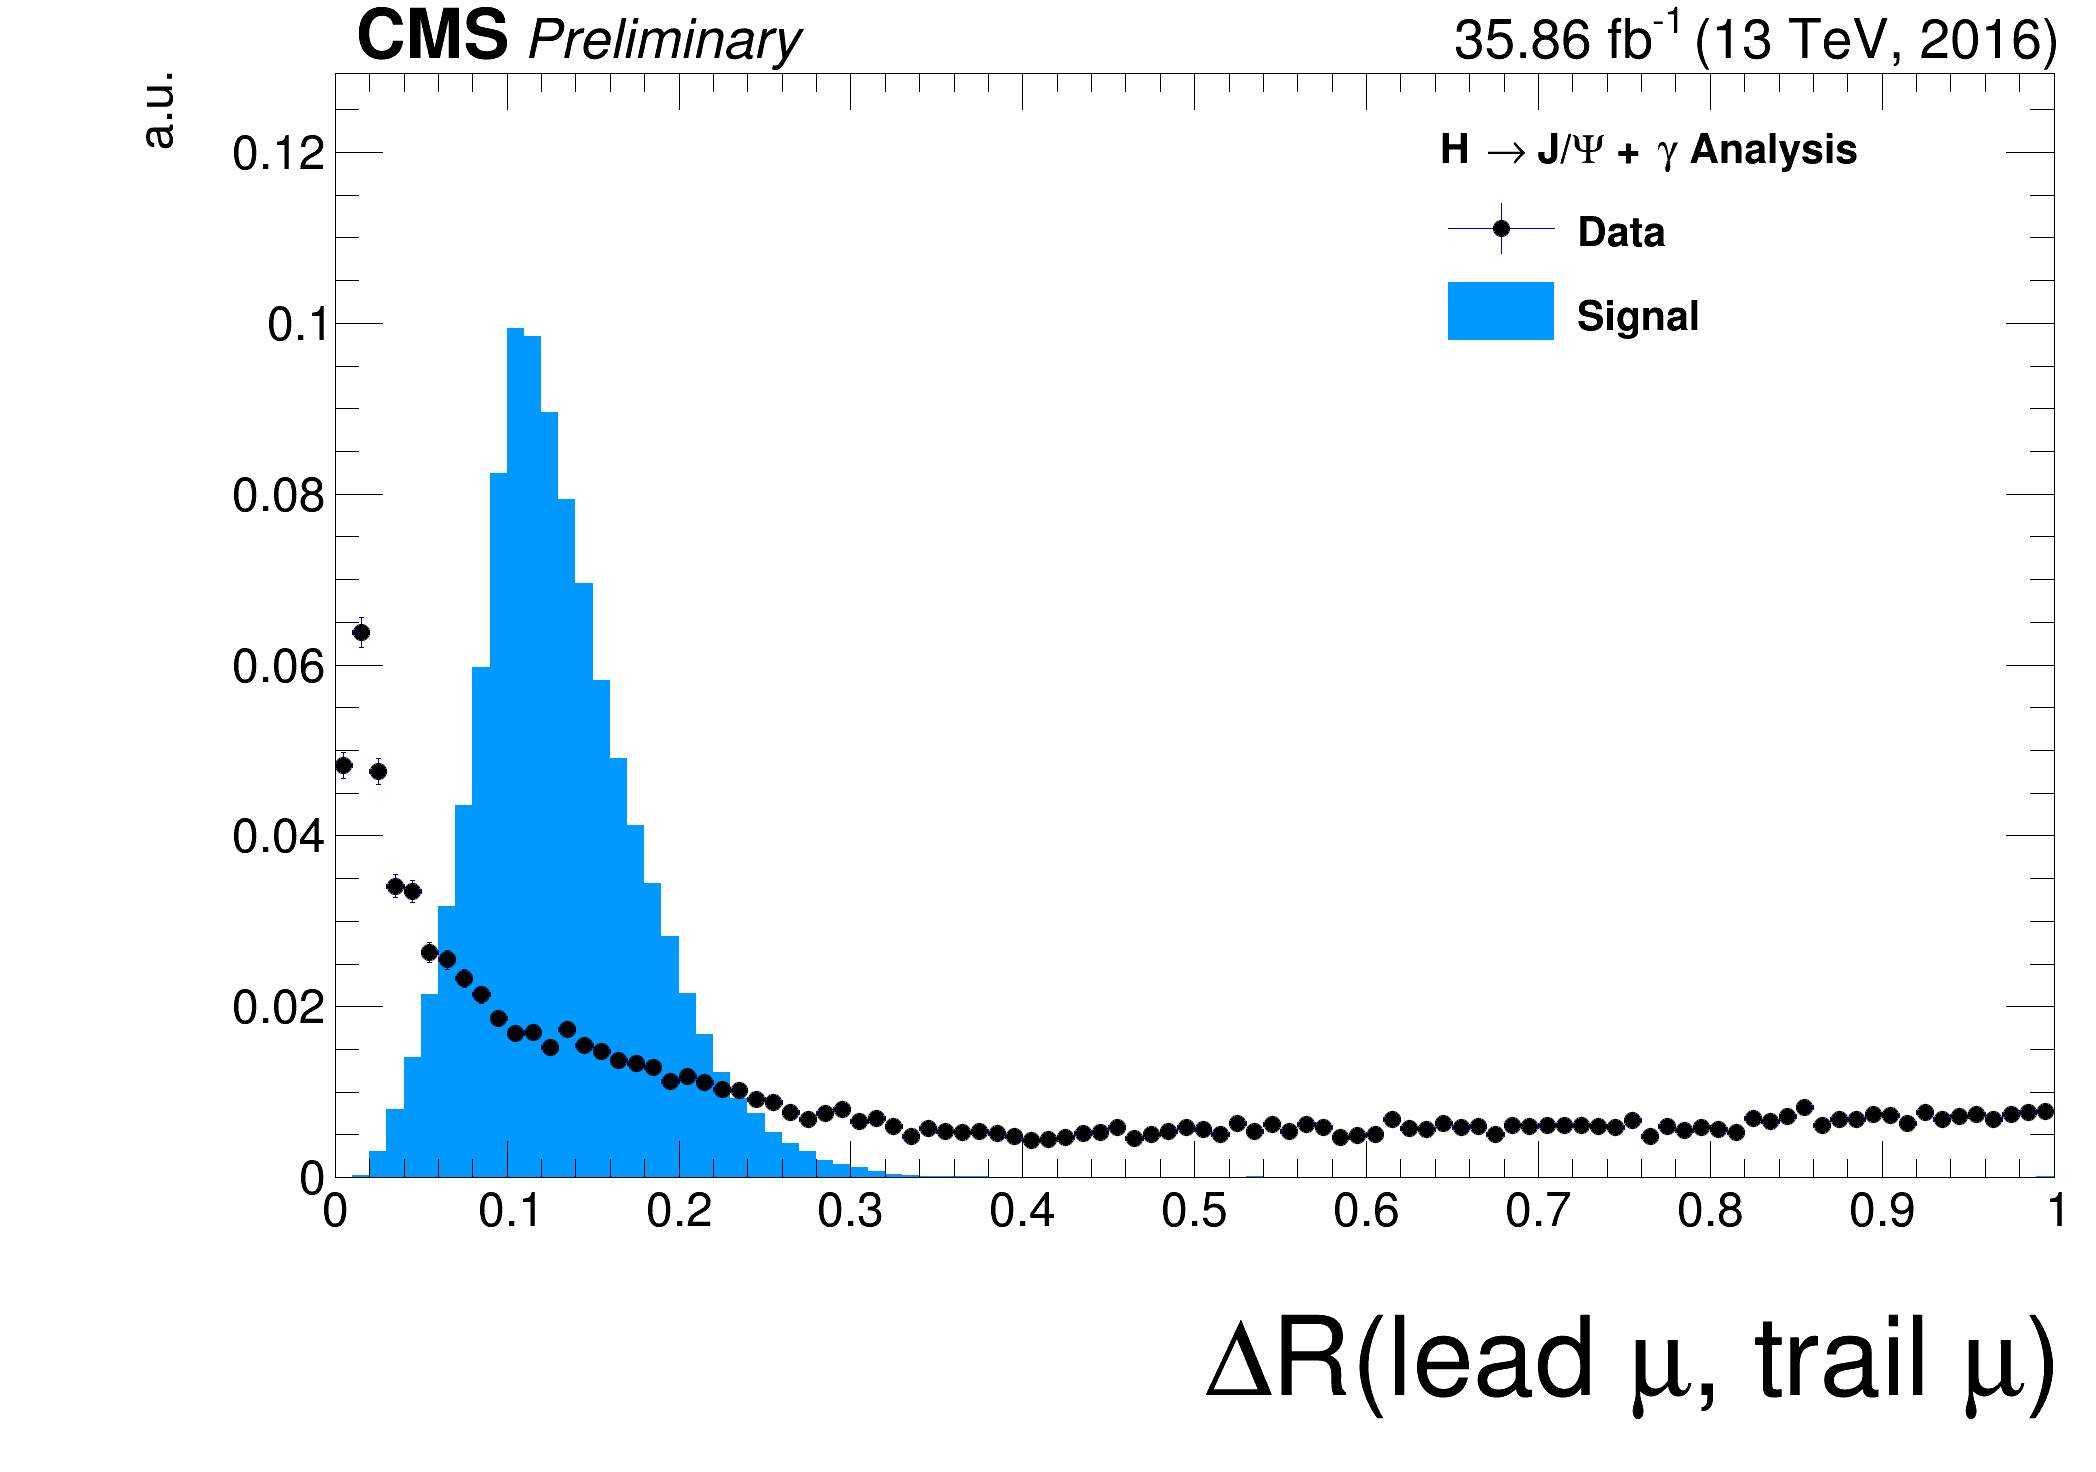 CMS Preliminary 35.86 fb⁻¹ (13 TeV, 2016)
a.u.
H → J/Ψ + γ Analysis
Data
Signal
0.12
0.1
0.08
0.06
0.04
0.02
0
0 0.1 0.2 0.3 0.4 0.5 0.6 0.7 0.8 0.9 1
ΔR(lead μ, trail μ)